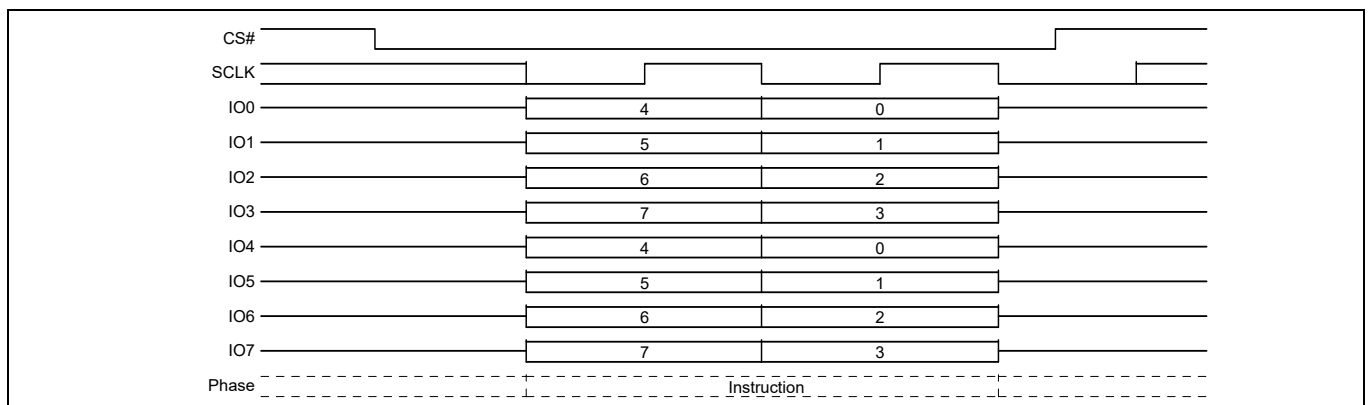 CS#
SCLK
IO0 4 0
IO1 5 1
IO2 6 2
IO3 7 3
IO4 4 0
IO5 5 1
IO6 6 2
IO7 7 3
Phase Instruction